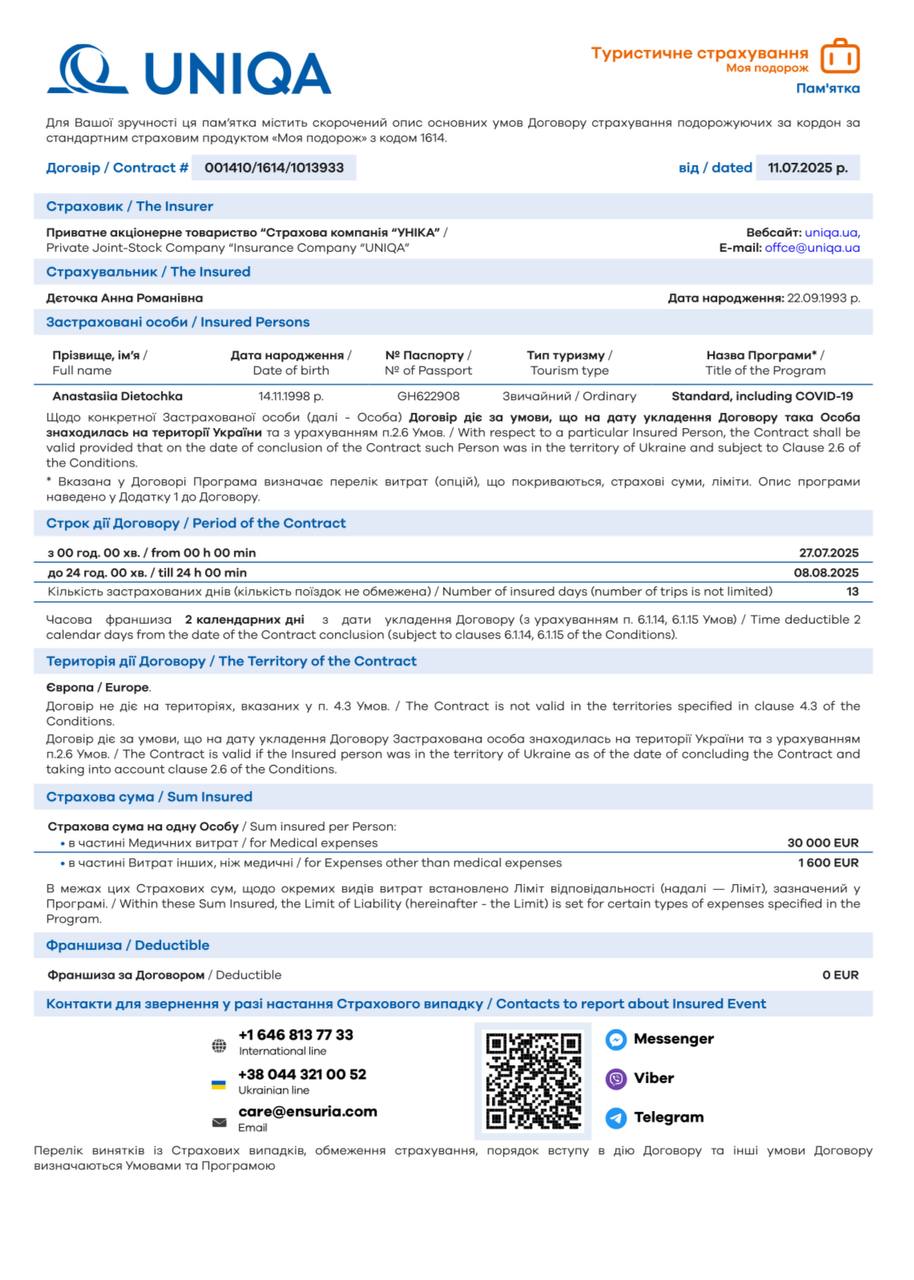 UNIQA
Туристичне страхування
Моя подорож
Пам'ятка
Для Вашої зручності ця пам’ятка містить скорочений опис основних умов Договору страхування подорожуючих за кордон за
стандартним страховим продуктом «Моя подорож» з кодом 1614.
Договір / Contract # 001410/1614/1013933 від / dated 11.07.2025 р.
Страховик / The Insurer
Приватне акціонерне товариство “Страхова компанія “УНІКА” / Вебсайт: uniqa.ua,
Private Joint-Stock Company “Insurance Company “UNIQA” E-mail: offce@uniqa.ua
Страхувальник / The Insured
Дєточка Анна Романівна Дата народження: 22.09.1993 р.
Застраховані особи / Insured Persons
Прізвище, ім’я / Дата народження / № Паспорту / Тип туризму / Назва Програми* /
Full name Date of birth № of Passport Tourism type Title of the Program
Anastasiia Dietochka 14.11.1998 р. GH622908 Звичайний / Ordinary Standard, including COVID-19
Щодо конкретної Застрахованої особи (далі - Особа) Договір діє за умови, що на дату укладення Договору така Особа
знаходилась на території України та з урахуванням п.2.6 Умов. / With respect to a particular Insured Person, the Contract shall be
valid provided that on the date of conclusion of the Contract such Person was in the territory of Ukraine and subject to Clause 2.6 of
the Conditions.
* Вказана у Договорі Програма визначає перелік витрат (опцій), що покриваються, страхові суми, ліміти. Опис програми
наведено у Додатку 1 до Договору.
Строк дії Договору / Period of the Contract
з 00 год. 00 хв. / from 00 h 00 min 27.07.2025
до 24 год. 00 хв. / till 24 h 00 min 08.08.2025
Кількість застрахованих днів (кількість поїздок не обмежена) / Number of insured days (number of trips is not limited) 13
Часова франшиза 2 календарних дні з дати укладення Договору (з урахуванням п. 6.1.14, 6.1.15 Умов) / Time deductible 2
calendar days from the date of the Contract conclusion (subject to clauses 6.1.14, 6.1.15 of the Conditions).
Територія дії Договору / The Territory of the Contract
Європа / Europe.
Договір не діє на територіях, вказаних у п. 4.3 Умов. / The Contract is not valid in the territories specified in clause 4.3 of the
Conditions.
Договір діє за умови, що на дату укладення Договору Застрахована особа знаходилась на території України та з урахуванням
п.2.6 Умов. / The Contract is valid if the Insured person was in the territory of Ukraine as of the date of concluding the Contract and
taking into account clause 2.6 of the Conditions.
Страхова сума / Sum Insured
Страхова сума на одну Особу / Sum insured per Person:
• в частині Медичних витрат / for Medical expenses 30 000 EUR
• в частині Витрат інших, ніж медичні / for Expenses other than medical expenses 1 600 EUR
В межах цих Страхових сум, щодо окремих видів витрат встановлено Ліміт відповідальності (надалі — Ліміт), зазначений у
Програмі. / Within these Sum Insured, the Limit of Liability (hereinafter - the Limit) is set for certain types of expenses specified in the
Program.
Франшиза / Deductible
Франшиза за Договором / Deductible 0 EUR
Контакти для звернення у разі настання Страхового випадку / Contacts to report about Insured Event
+1 646 813 77 33
International line
+38 044 321 00 52
Ukrainian line
care@ensuria.com
Email
Messenger
Viber
Telegram
Перелік винятків із Страхових випадків, обмеження страхування, порядок вступу в дію Договору та інші умови Договору
визначаються Умовами та Програмою